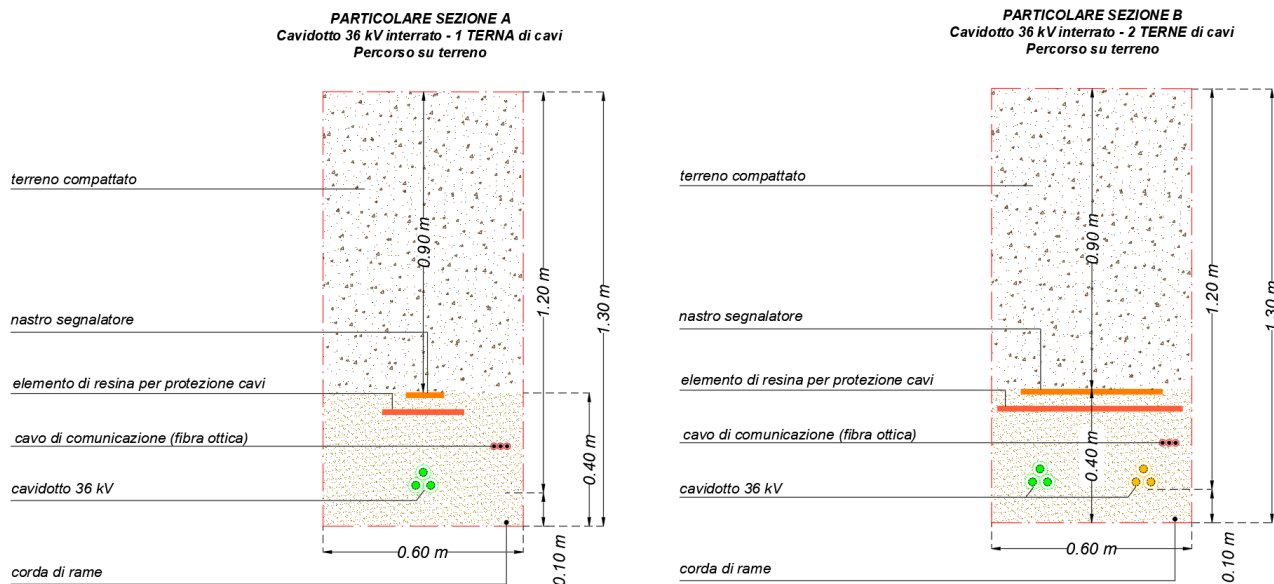 PARTICOLARE SEZIONE A
Cavidotto 36 kV interrato - 1 TERNA di cavi
Percorso su terreno
terreno compattato
nastro segnalatore
elemento di resina per protezione cavi
cavo di comunicazione (fibra ottica)
cavidotto 36 kV
corda di rame
0.90 m
1.20 m
1.30 m
0.40 m
0.60 m
0.10 m
PARTICOLARE SEZIONE B
Cavidotto 36 kV interrato - 2 TERNE di cavi
Percorso su terreno
terreno compattato
nastro segnalatore
elemento di resina per protezione cavi
cavo di comunicazione (fibra ottica)
cavidotto 36 kV
corda di rame
0.90 m
1.20 m
1.30 m
0.40 m
0.60 m
0.10 m